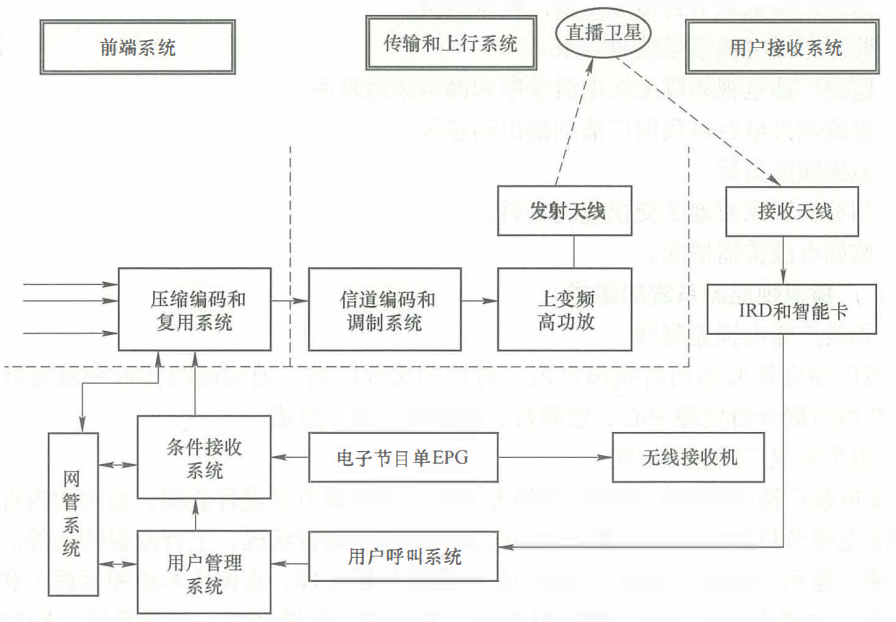 前端系统
传输和上行系统
直播卫星
用户接收系统
发射天线
接收天线
压缩编码和
复用系统
信道编码和
调制系统
上变频
高功放
IRD和智能卡
网管系统
条件接收
系统
电子节目单EPG
无线接收机
用户管理
系统
用户呼叫系统